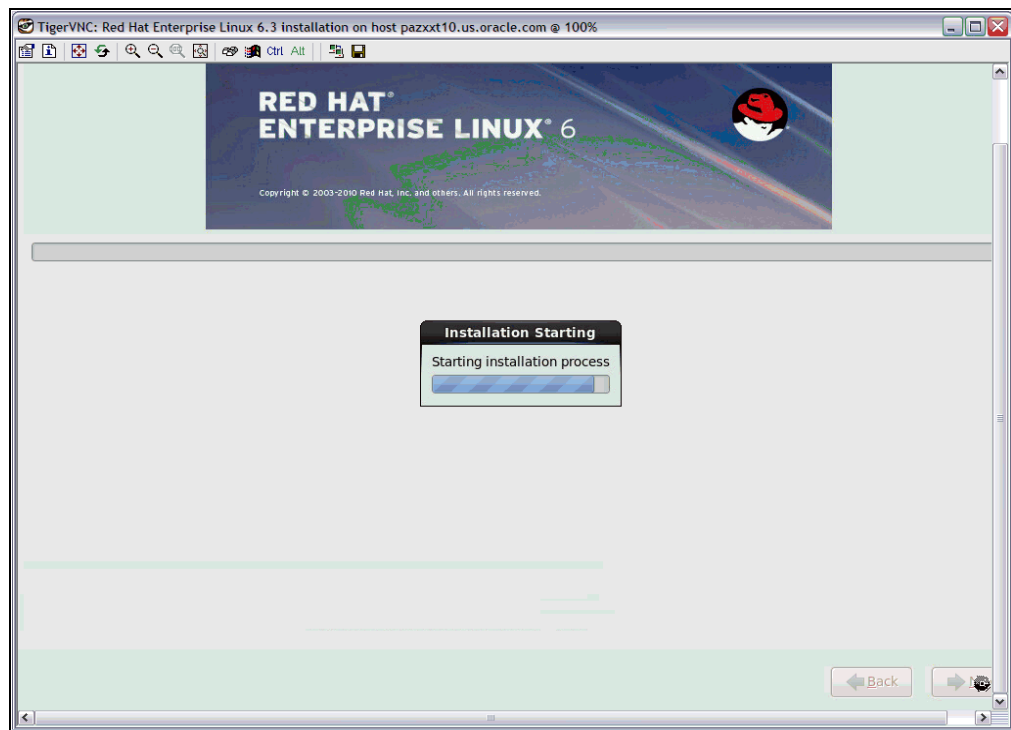 TigerVNC: Red Hat Enterprise Linux 6.3 installation on host pazxxt10.us.oracle.com @ 100%
Ctrl Alt
RED HAT®
ENTERPRISE LINUX® 6
Copyright © 2003-2010 Red Hat, Inc. and others. All rights reserved.
Installation Starting
Starting installation process
Back